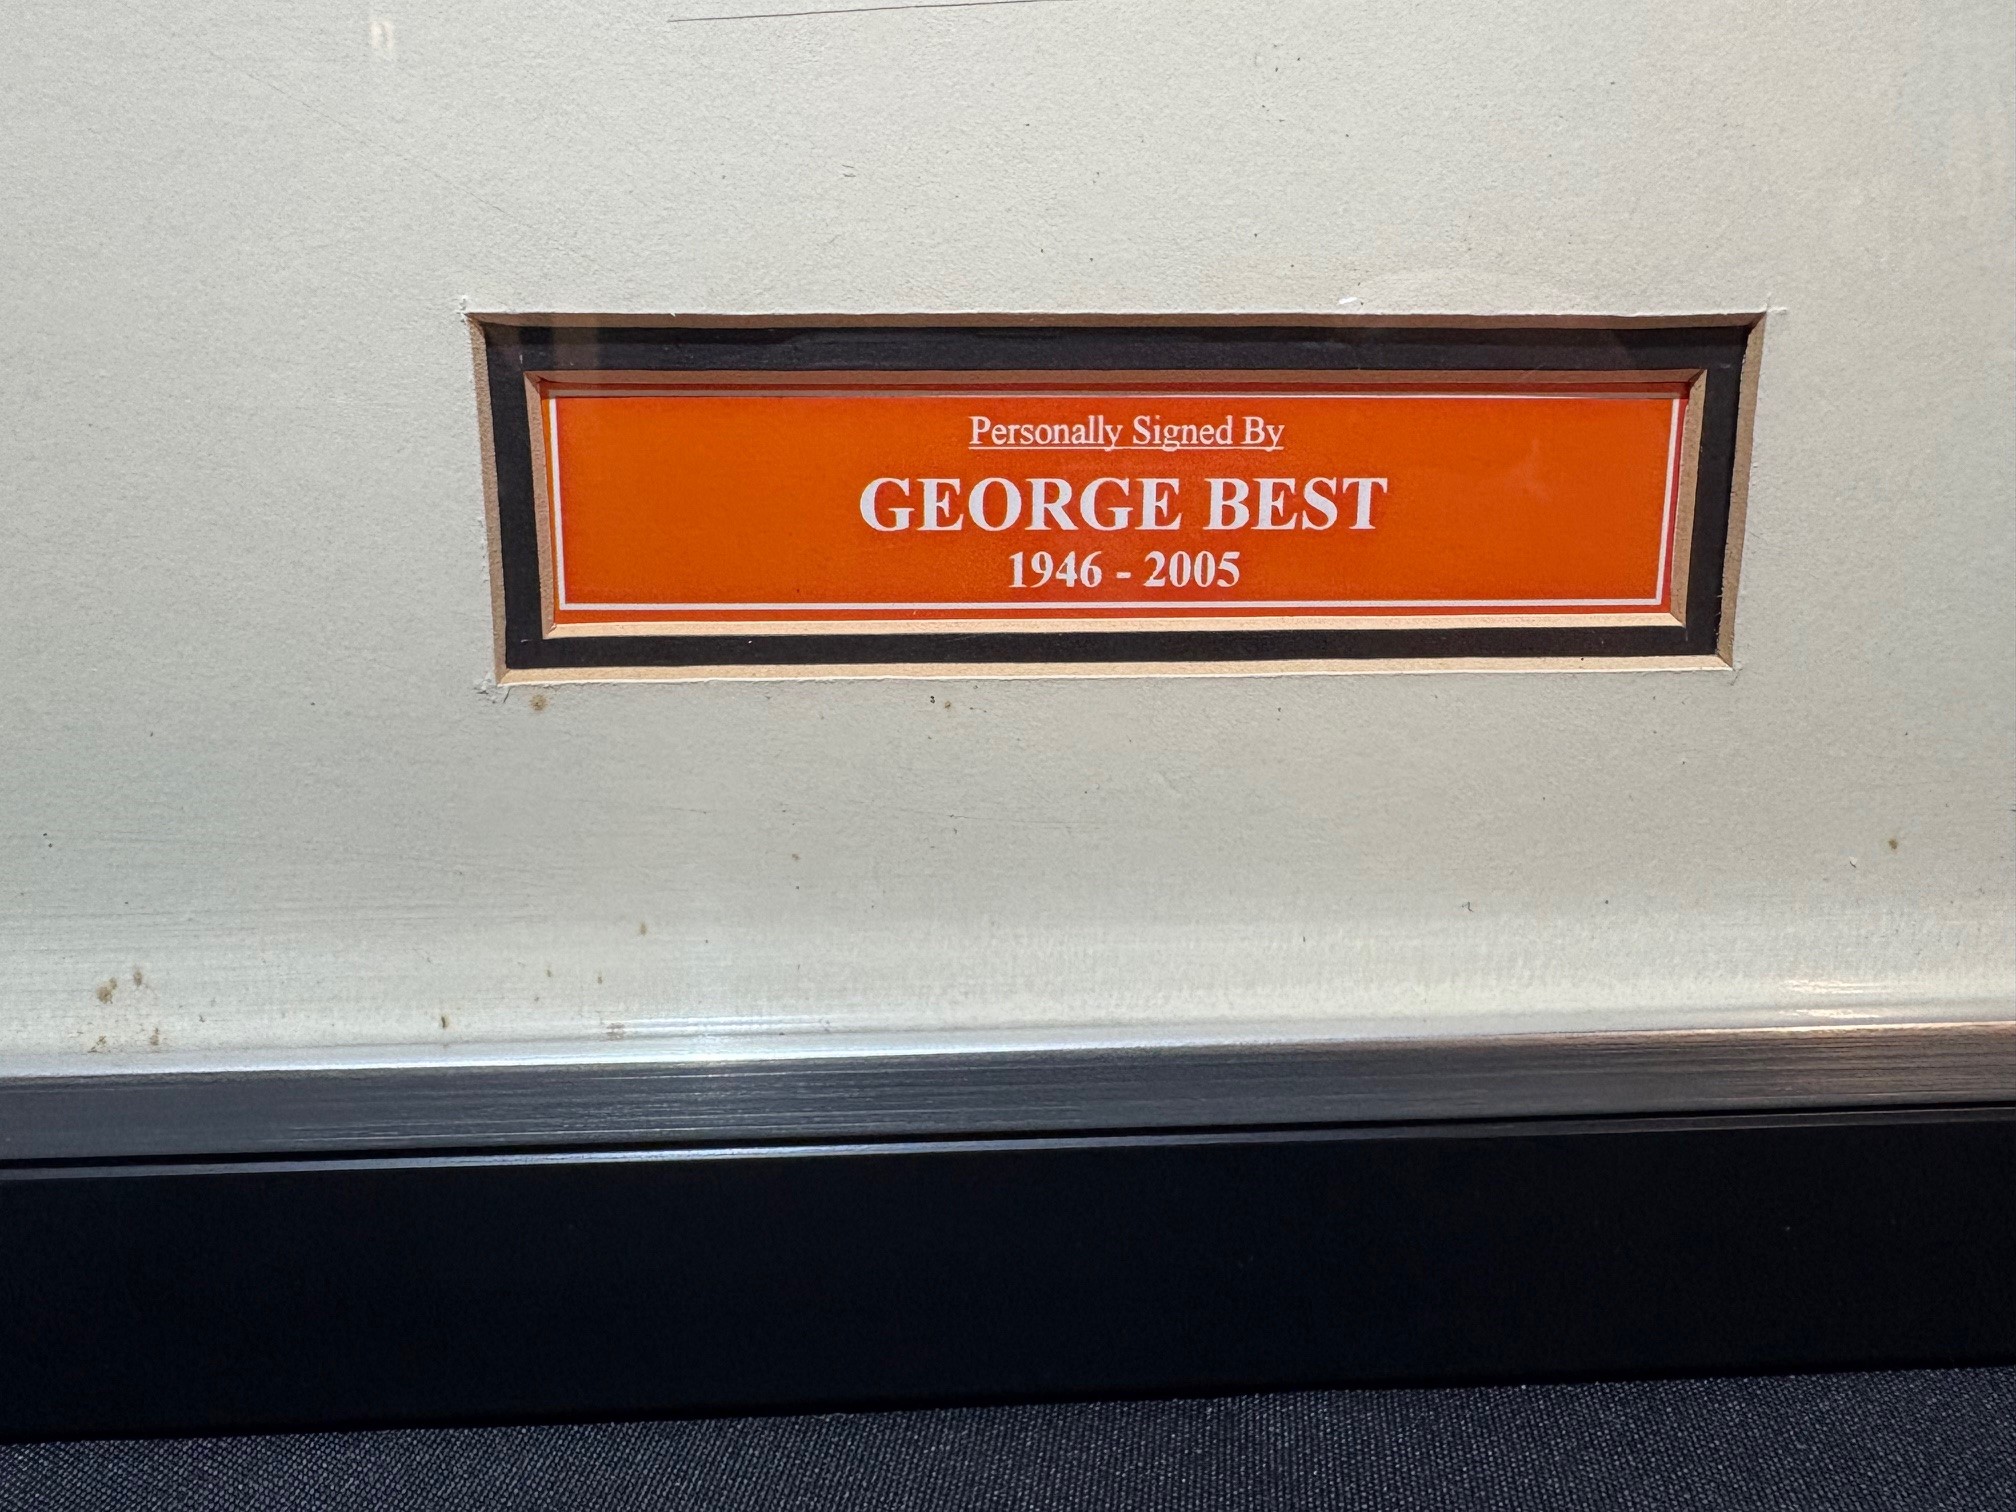 Personally Signed By
GEORGE BEST
1946 - 2005